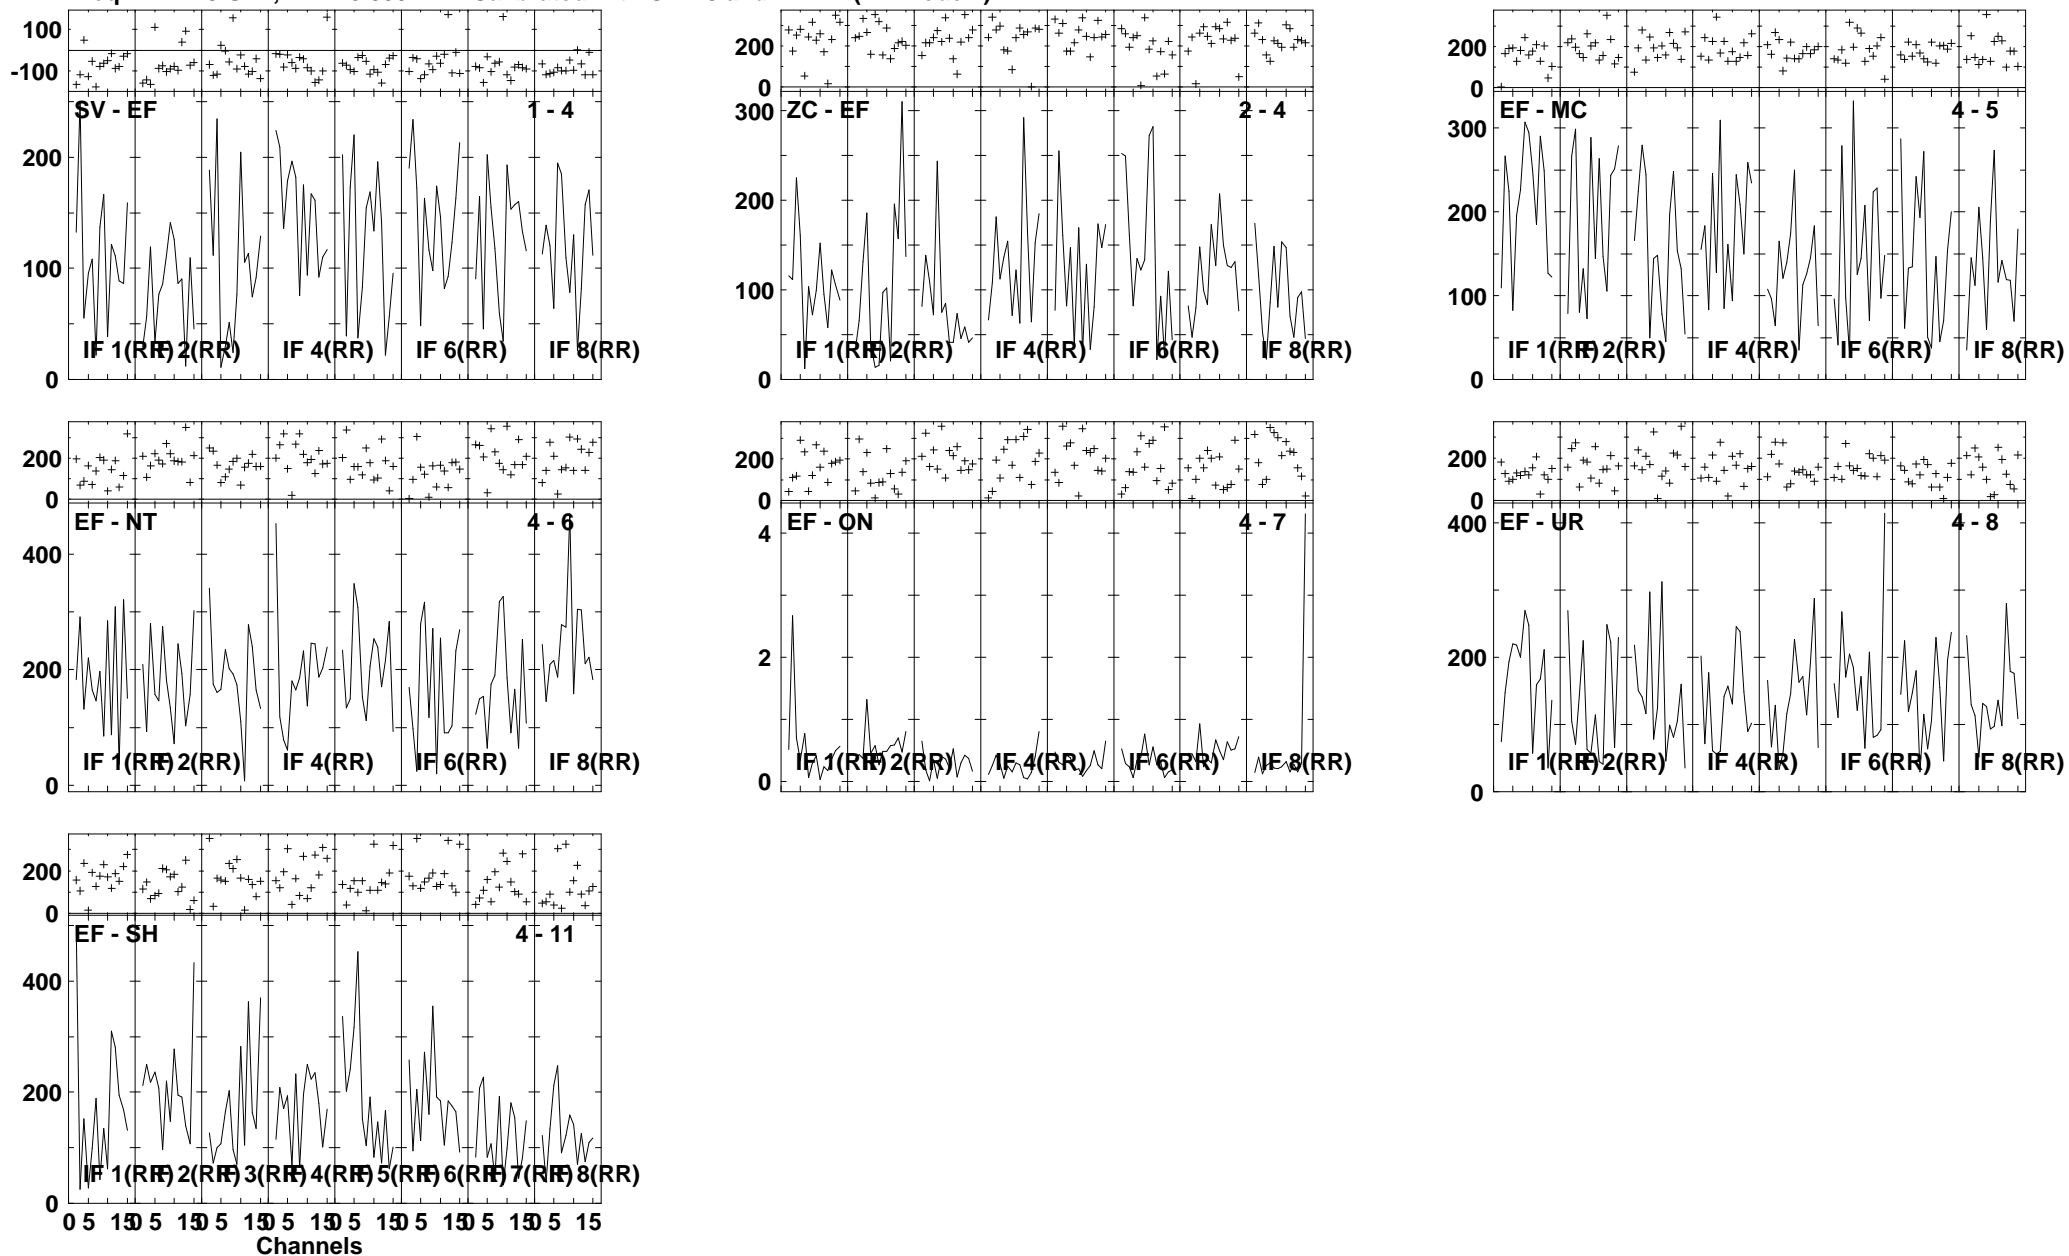 100
-100
SV - EF 1 - 4
200
100
0
IF 1(RR) IF 2(RR) IF 4(RR) IF 6(RR) IF 8(RR)
200
0
ZC - EF 2 - 4
300
200
100
0
IF 1(RR) IF 2(RR) IF 4(RR) IF 6(RR) IF 8(RR)
200
0
EF - MC 4 - 5
300
200
100
0
IF 1(RR) IF 2(RR) IF 4(RR) IF 6(RR) IF 8(RR)
200
0
EF - NT 4 - 6
400
200
0
IF 1(RR) IF 2(RR) IF 4(RR) IF 6(RR) IF 8(RR)
200
0
EF - ON 4 - 7
4
2
0
IF 1(RR) IF 2(RR) IF 4(RR) IF 6(RR) IF 8(RR)
200
0
EF - UR 4 - 8
400
200
0
IF 1(RR) IF 2(RR) IF 4(RR) IF 6(RR) IF 8(RR)
200
0
EF - SH 4 - 11
400
200
0
IF 1(RR) IF 2(RR) IF 3(RR) IF 4(RR) IF 5(RR) IF 6(RR) IF 7(RR) IF 8(RR)
0 5 15 0 5 15 0 5 15 0 5 15 0 5 15 0 5 15 0 5 15 0 5 15
Channels